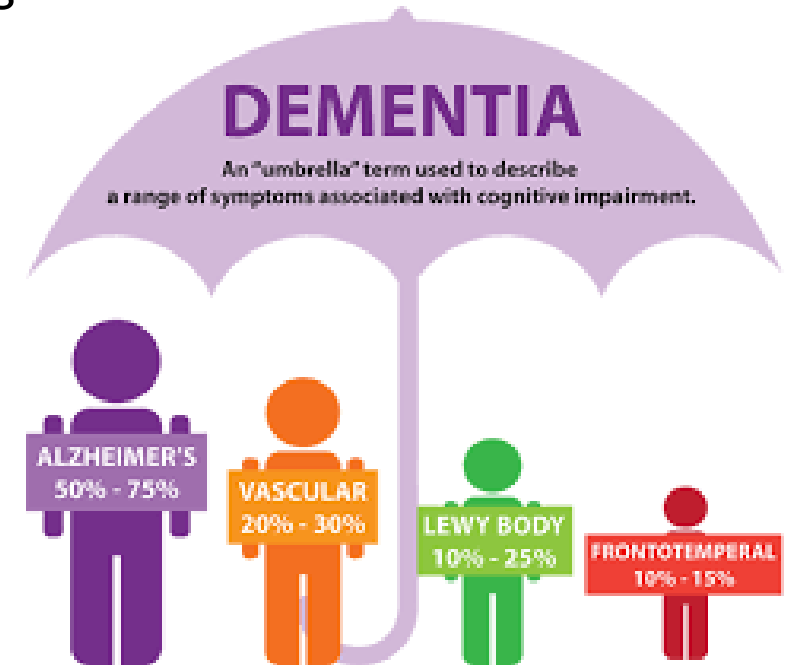 DEMENTIA
An "umbrella" term used to describe
a range of symptoms associated with cognitive impairment.
ALZHEIMER'S
50% - 75%
VASCULAR
20% - 30%
LEWY BODY
10% - 25%
FRONTOTEMPERAL
10% - 15%